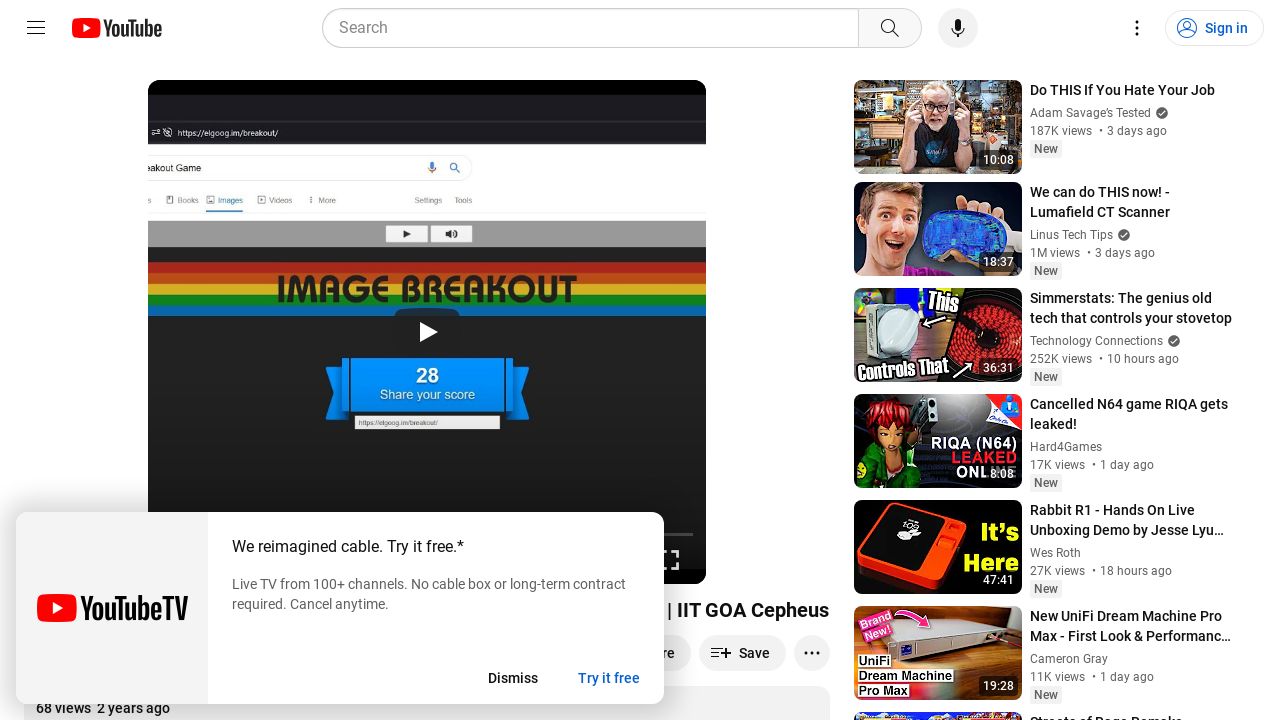 YouTube
Search
Sign in
https://elgoog.im/breakout/
eakout Game
Books
Images
Videos
More
Settings
Tools
IMAGE BREAKOUT
28
Share your score
https://elgoog.im/breakout/
We reimagined cable. Try it free.*
Live TV from 100+ channels. No cable box or long-term contract
required. Cancel anytime.
YouTubeTV
Dismiss
Try it free
| IIT GOA Cepheus
re
Save
68 views 2 years ago
10:08
Do THIS If You Hate Your Job
Adam Savage’s Tested
187K views • 3 days ago
New
18:37
We can do THIS now! -
Lumafield CT Scanner
Linus Tech Tips
1M views • 3 days ago
New
This
Controls That
36:31
Simmerstats: The genius old
tech that controls your stovetop
Technology Connections
252K views • 10 hours ago
New
RIQA (N64)
LEAKED
ONLINE
8:08
Cancelled N64 game RIQA gets
leaked!
Hard4Games
17K views • 1 day ago
New
It’s
Here
47:41
Rabbit R1 - Hands On Live
Unboxing Demo by Jesse Lyu…
Wes Roth
27K views • 18 hours ago
New
Brand
New!
UniFi
Dream Machine
Pro Max
19:28
New UniFi Dream Machine Pro
Max - First Look & Performanc…
Cameron Gray
11K views • 1 day ago
New